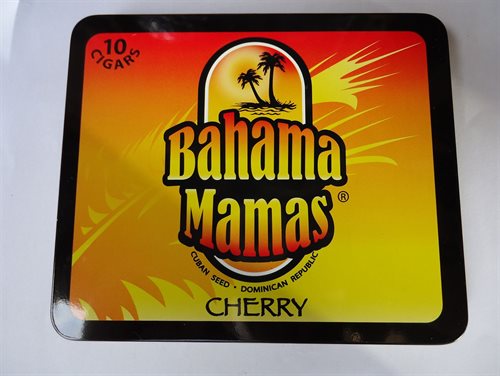 10
CIGARS
Bahama
Mamas®
CUBAN SEED • DOMINICAN REPUBLIC
CHERRY